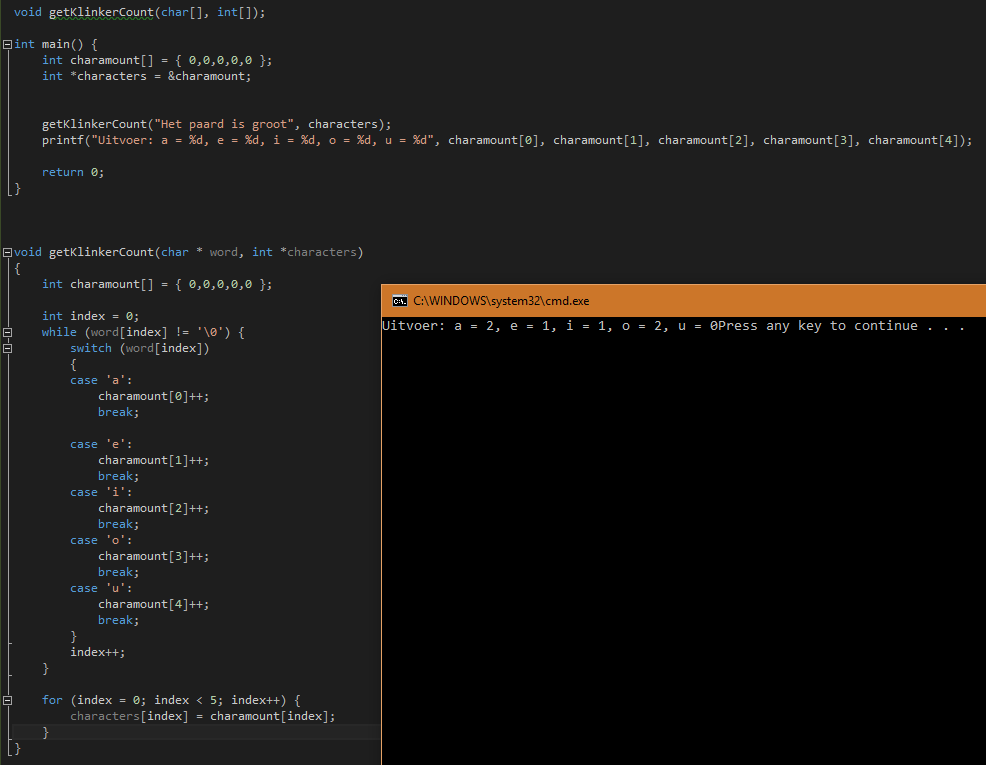 void getKlinkerCount(char[], int[]);
int main() {
    int charamount[] = { 0,0,0,0,0 };
    int *characters = &charamount;
    getKlinkerCount("Het paard is groot", characters);
    printf("Uitvoer: a = %d, e = %d, i = %d, o = %d, u = %d", charamount[0], charamount[1], charamount[2], charamount[3], charamount[4]);
    return 0;
}
void getKlinkerCount(char * word, int *characters)
{
    int charamount[] = { 0,0,0,0,0 };
    int index = 0;
    while (word[index] != '\0') {
        switch (word[index])
        {
        case 'a':
            charamount[0]++;
            break;
        case 'e':
            charamount[1]++;
            break;
        case 'i':
            charamount[2]++;
            break;
        case 'o':
            charamount[3]++;
            break;
        case 'u':
            charamount[4]++;
            break;
        }
        index++;
    }
    for (index = 0; index < 5; index++) {
        characters[index] = charamount[index];
    }
}
C:\WINDOWS\system32\cmd.exe
Uitvoer: a = 2, e = 1, i = 1, o = 2, u = 0Press any key to continue . . .